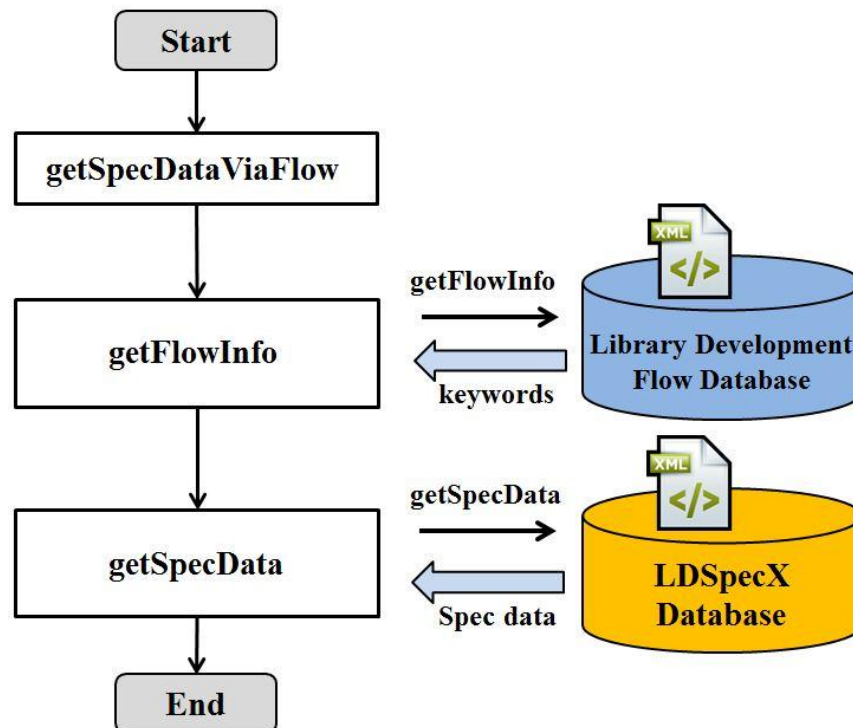 Start
getSpecDataViaFlow
getFlowInfo
getFlowInfo
keywords
XML
</>
Library Development
Flow Database
getSpecData
getSpecData
Spec data
XML
</>
LDSpecX
Database
End